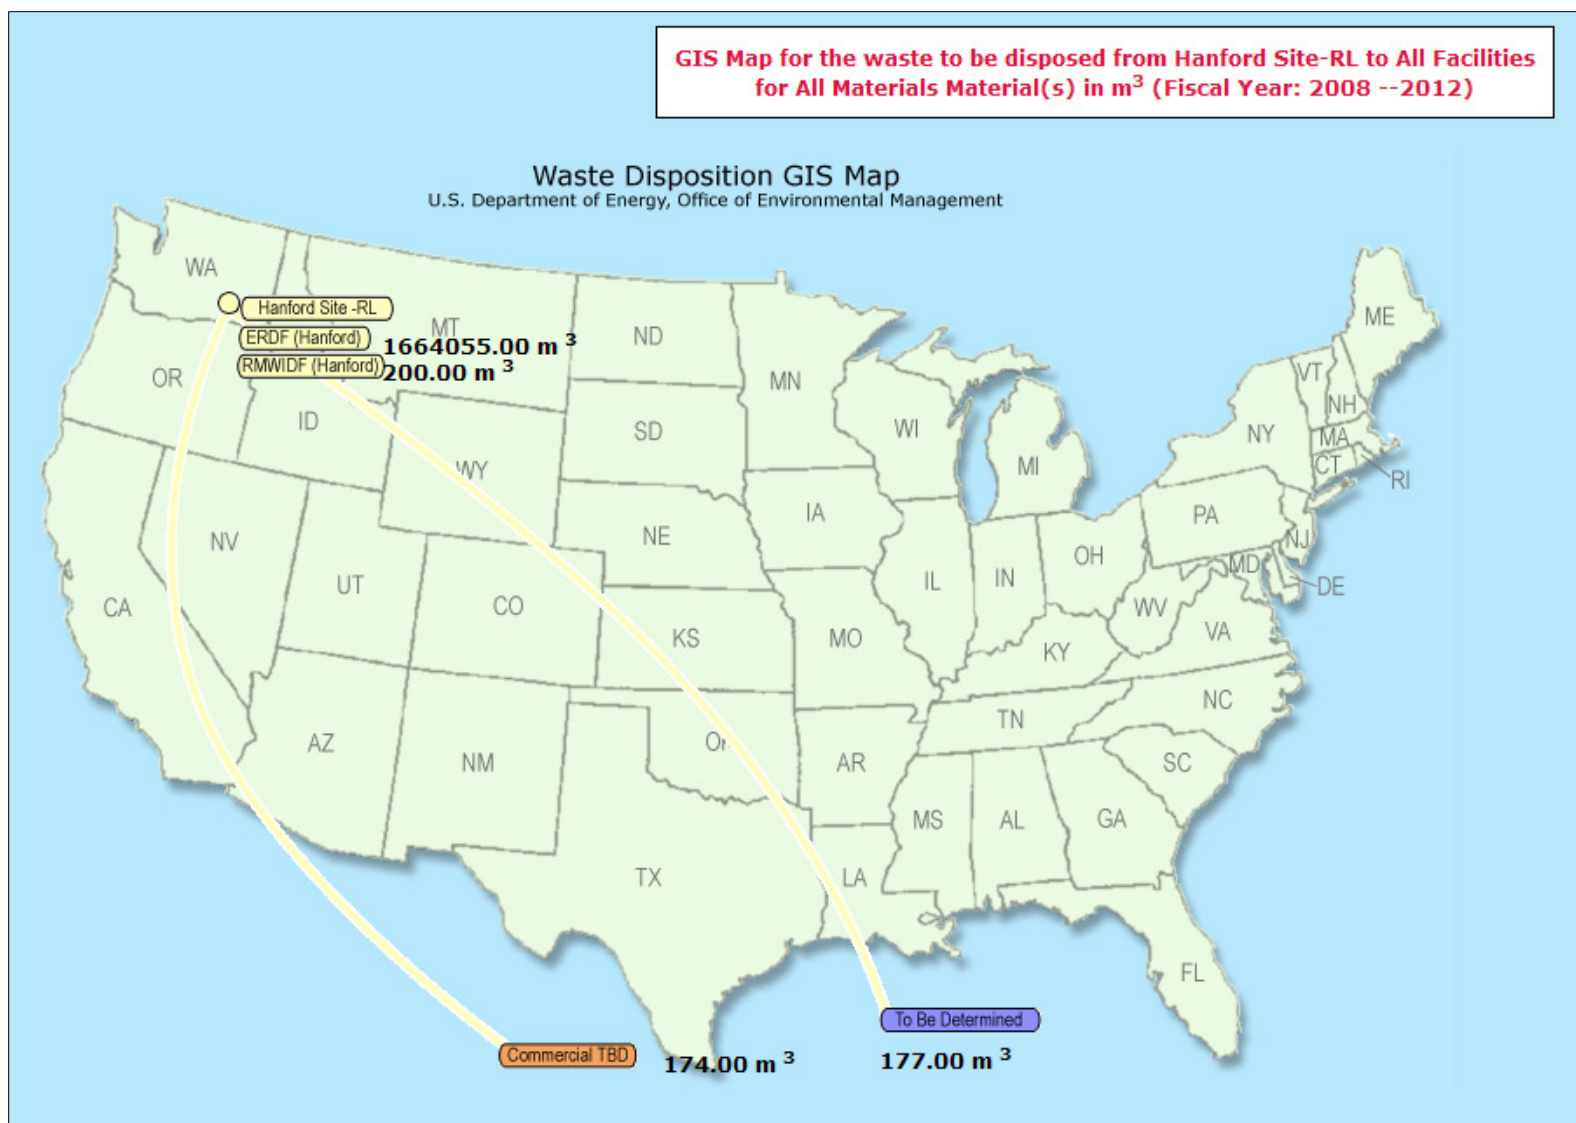 GIS Map for the waste to be disposed from Hanford Site-RL to All Facilities
for All Materials Material(s) in m³ (Fiscal Year: 2008 --2012)
Waste Disposition GIS Map
U.S. Department of Energy, Office of Environmental Management
WA
Hanford Site -RL
ERDF (Hanford)
1664055.00 m ³
RMWIDF (Hanford)
200.00 m ³
MT
ND
MN
ME
OR
ID
SD
WI
MI
NY
VT
NH
MA
CT
RI
WY
IA
PA
NJ
NV
NE
OH
MD
DE
UT
CO
IL
IN
WV
VA
CA
KS
MO
KY
NC
AZ
NM
OK
AR
TN
SC
MS
AL
GA
TX
LA
FL
To Be Determined
177.00 m ³
Commercial TBD
174.00 m ³